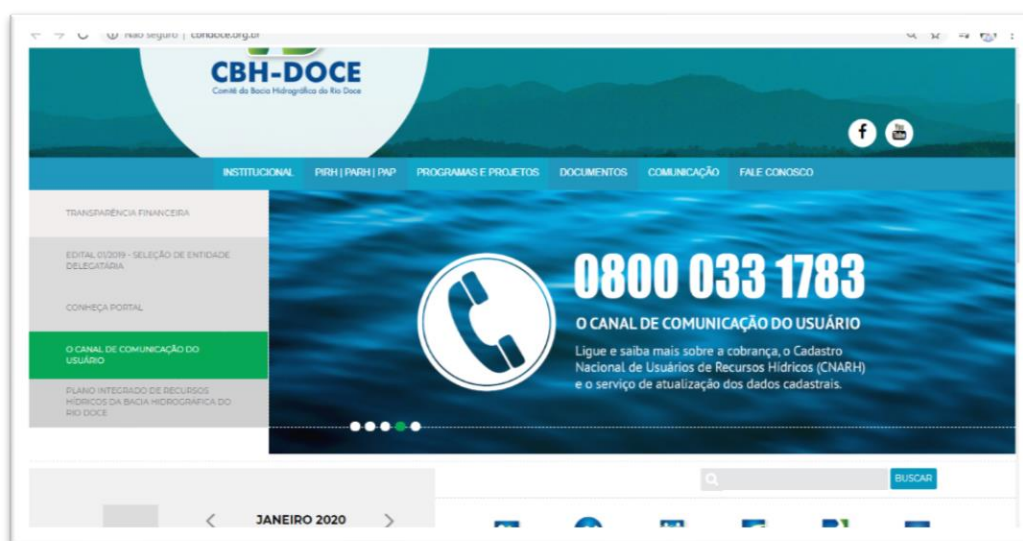 Não seguro | cbhdoce.org.br
CBH-DOCE
Comitê da Bacia Hidrográfica do Rio Doce
f
You
Tube
INSTITUCIONAL PIRH | PARH | PAP PROGRAMAS E PROJETOS DOCUMENTOS COMUNICAÇÃO FALE CONOSCO
TRANSPARÊNCIA FINANCEIRA
EDITAL 01/2019 - SELEÇÃO DE ENTIDADE
DELEGATÁRIA
CONHEÇA PORTAL
O CANAL DE COMUNICAÇÃO DO
USUÁRIO
PLANO INTEGRADO DE RECURSOS
HÍDRICOS DA BACIA HIDROGRÁFICA DO
RIO DOCE
0800 033 1783
O CANAL DE COMUNICAÇÃO DO USUÁRIO
Ligue e saiba mais sobre a cobrança, o Cadastro
Nacional de Usuários de Recursos Hídricos (CNARH)
e o serviço de atualização dos dados cadastrais.
BUSCAR
JANEIRO 2020